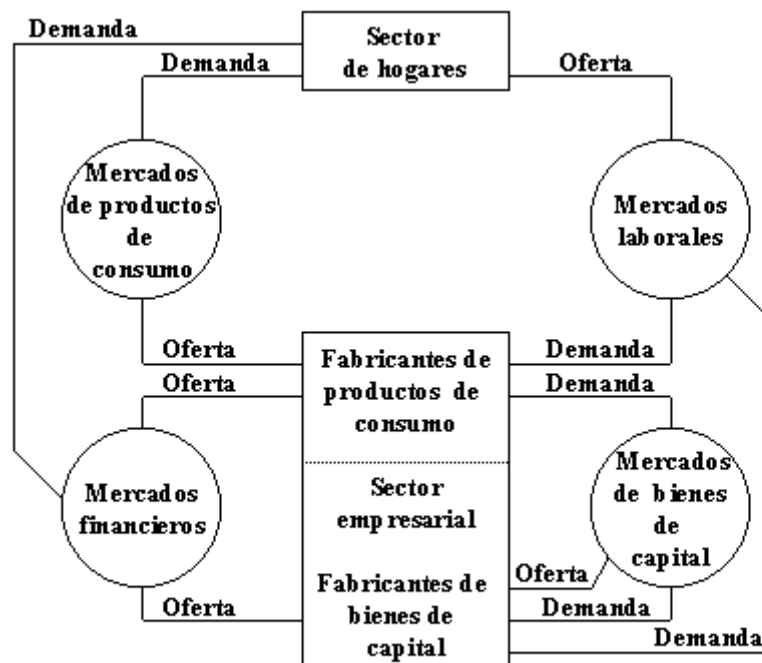 Demanda
Sector
de hogares
Demanda
Oferta
Mercados
de productos
de
consumo
Mercados
laborales
Oferta
Fabricantes de
productos de
consumo
Demanda
Oferta
Demanda
Mercados
financieros
Sector
empresarial
Mercados
de bienes
de
capital
Oferta
Fabricantes de
bienes de
capital
Oferta
Demanda
Demanda